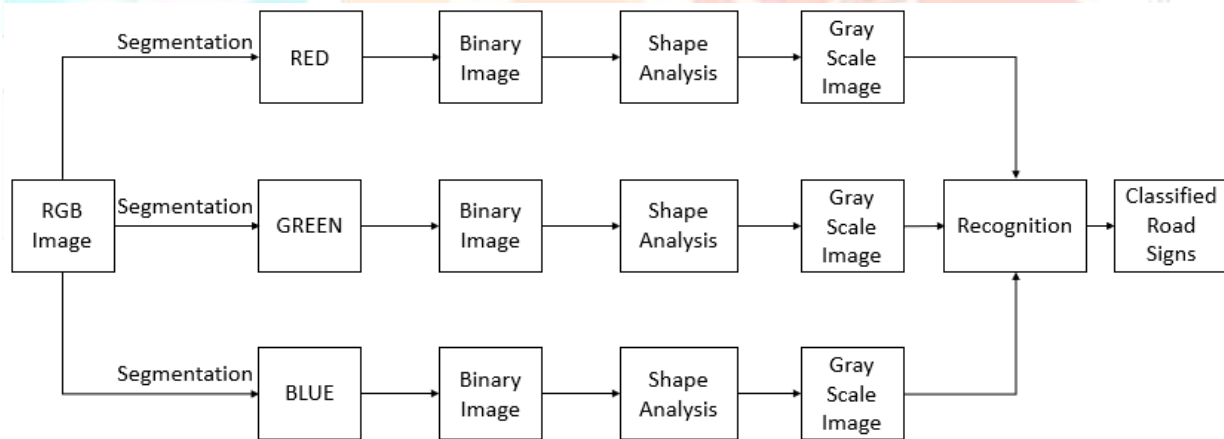 Segmentation
RED
Binary
Image
Shape
Analysis
Gray
Scale
Image
RGB
Image
Segmentation
GREEN
Binary
Image
Shape
Analysis
Gray
Scale
Image
Recognition
Classified
Road
Signs
Segmentation
BLUE
Binary
Image
Shape
Analysis
Gray
Scale
Image